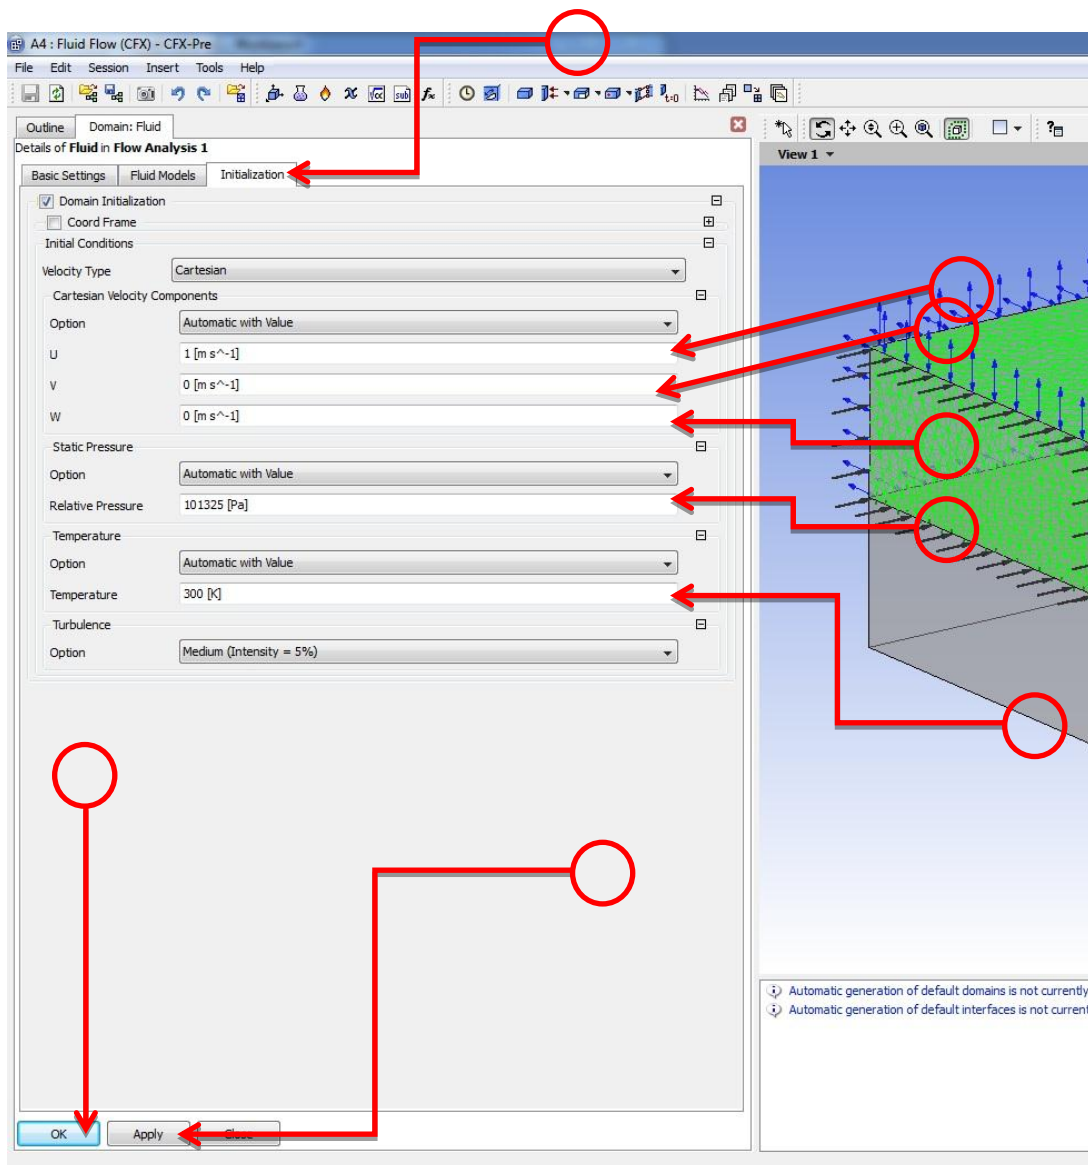 A4 : Fluid Flow (CFX) - CFX-Pre
File Edit Session Insert Tools Help
Outline Domain: Fluid
Details of Fluid in Flow Analysis 1
View 1
Basic Settings Fluid Models Initialization
Domain Initialization
Coord Frame
Initial Conditions
Velocity Type Cartesian
Cartesian Velocity Components
Option Automatic with Value
U 1 [m s^-1]
V 0 [m s^-1]
W 0 [m s^-1]
Static Pressure
Option Automatic with Value
Relative Pressure 101325 [Pa]
Temperature
Option Automatic with Value
Temperature 300 [K]
Turbulence
Option Medium (Intensity = 5%)
Automatic generation of default domains is not currently
Automatic generation of default interfaces is not current
OK Apply Close